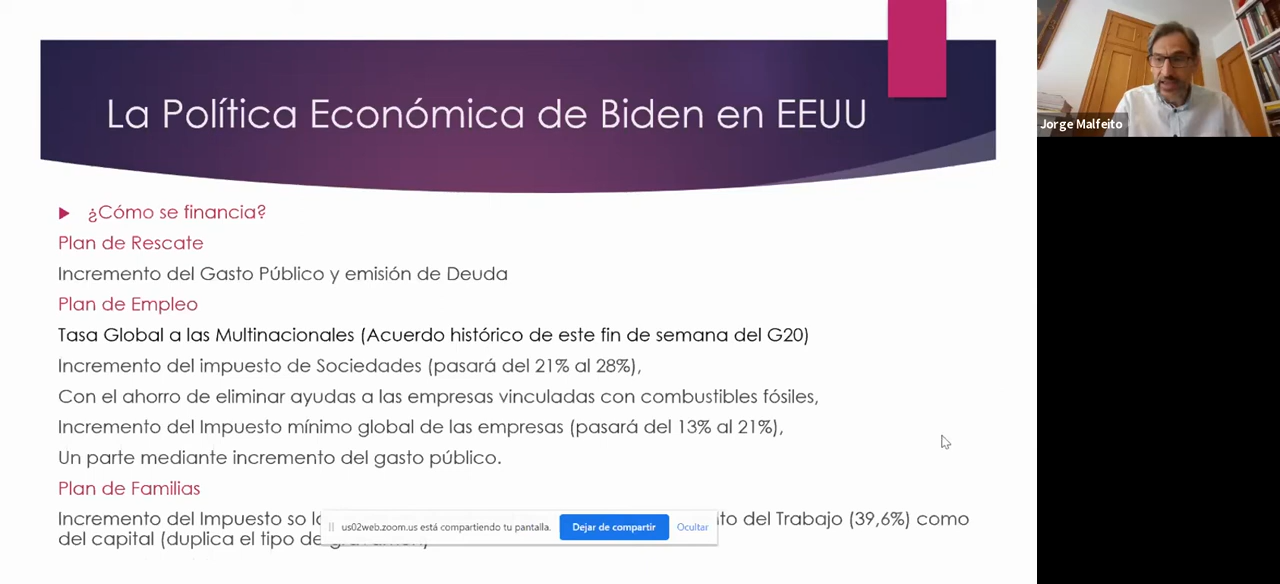 La Política Económica de Biden en EEUU
¿Cómo se financia?
Plan de Rescate
Incremento del Gasto Público y emisión de Deuda
Plan de Empleo
Tasa Global a las Multinacionales (Acuerdo histórico de este fin de semana del G20)
Incremento del impuesto de Sociedades (pasará del 21% al 28%),
Con el ahorro de eliminar ayudas a las empresas vinculadas con combustibles fósiles,
Incremento del Impuesto mínimo global de las empresas (pasará del 13% al 21%),
Un parte mediante incremento del gasto público.
Plan de Familias
Incremento del Impuesto so del Trabajo (39,6%) como
del capital (duplica el tipo de
us02web.zoom.us está compartiendo tu pantalla.
Dejar de compartir
Ocultar
Jorge Malfeito